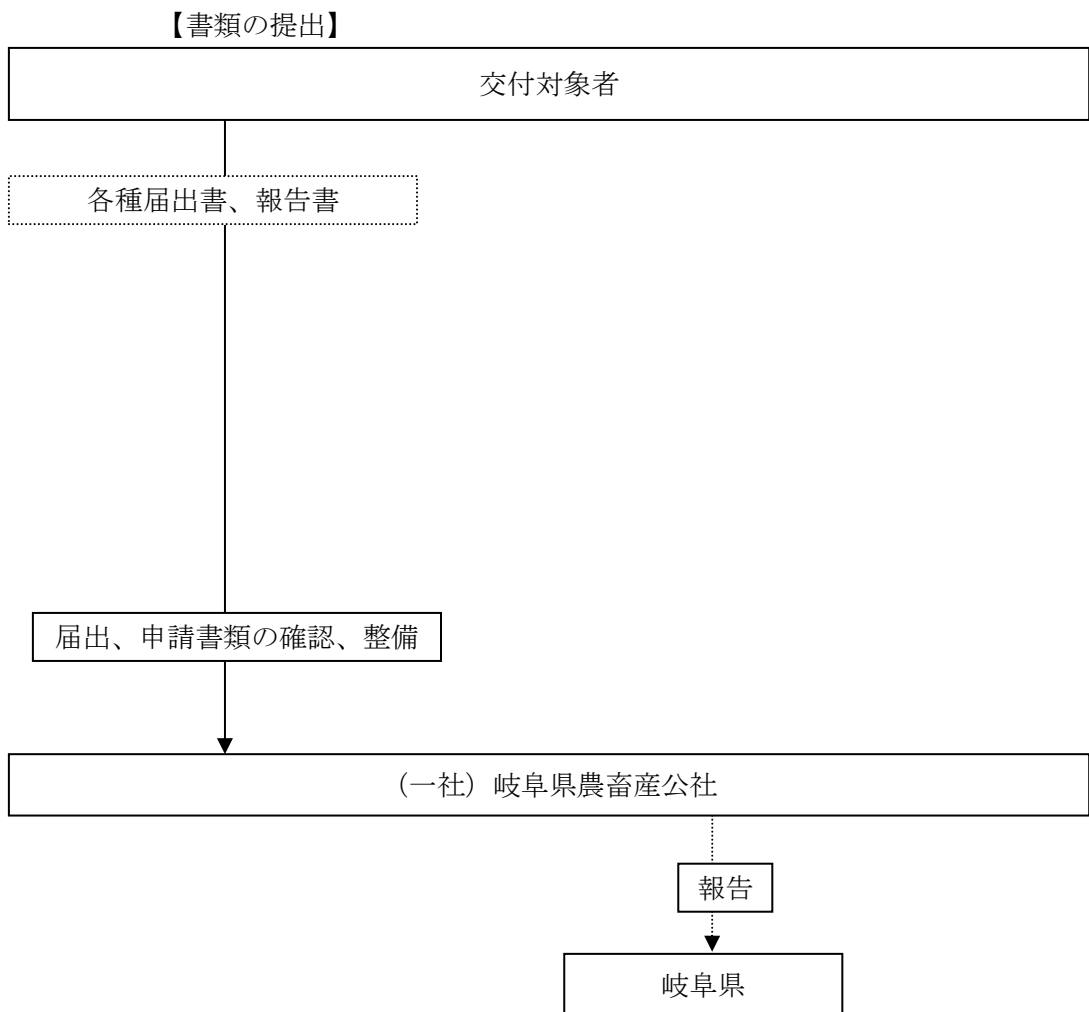 【書類の提出】
交付対象者
各種届出書、報告書
届出、申請書類の確認、整備
（一社）岐阜県農畜産公社
報告
岐阜県